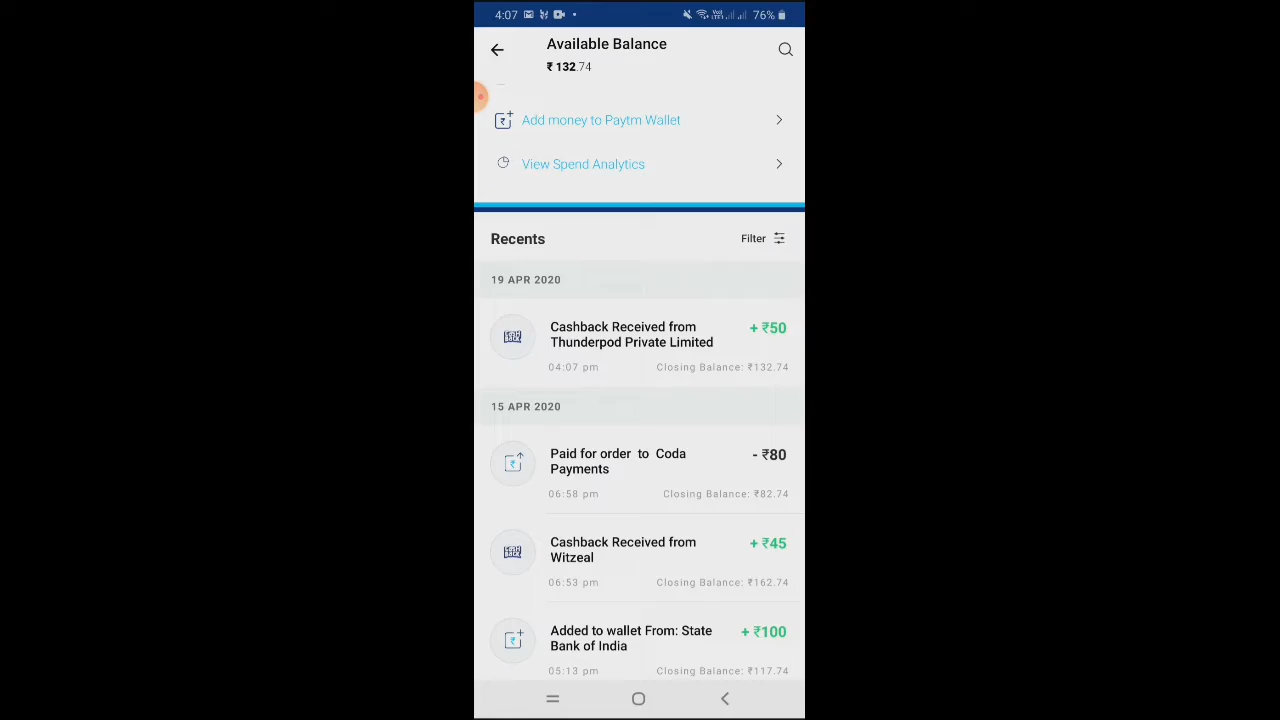 4:07 76%
Available Balance
₹ 132.74
Add money to Paytm Wallet
View Spend Analytics
Recents Filter
19 APR 2020
Cashback Received from + ₹50
Thunderpod Private Limited
04:07 pm Closing Balance: ₹132.74
15 APR 2020
Paid for order to Coda - ₹80
Payments
06:58 pm Closing Balance: ₹82.74
Cashback Received from + ₹45
Witzeal
06:53 pm Closing Balance: ₹162.74
Added to wallet From: State + ₹100
Bank of India
05:13 pm Closing Balance: ₹117.74